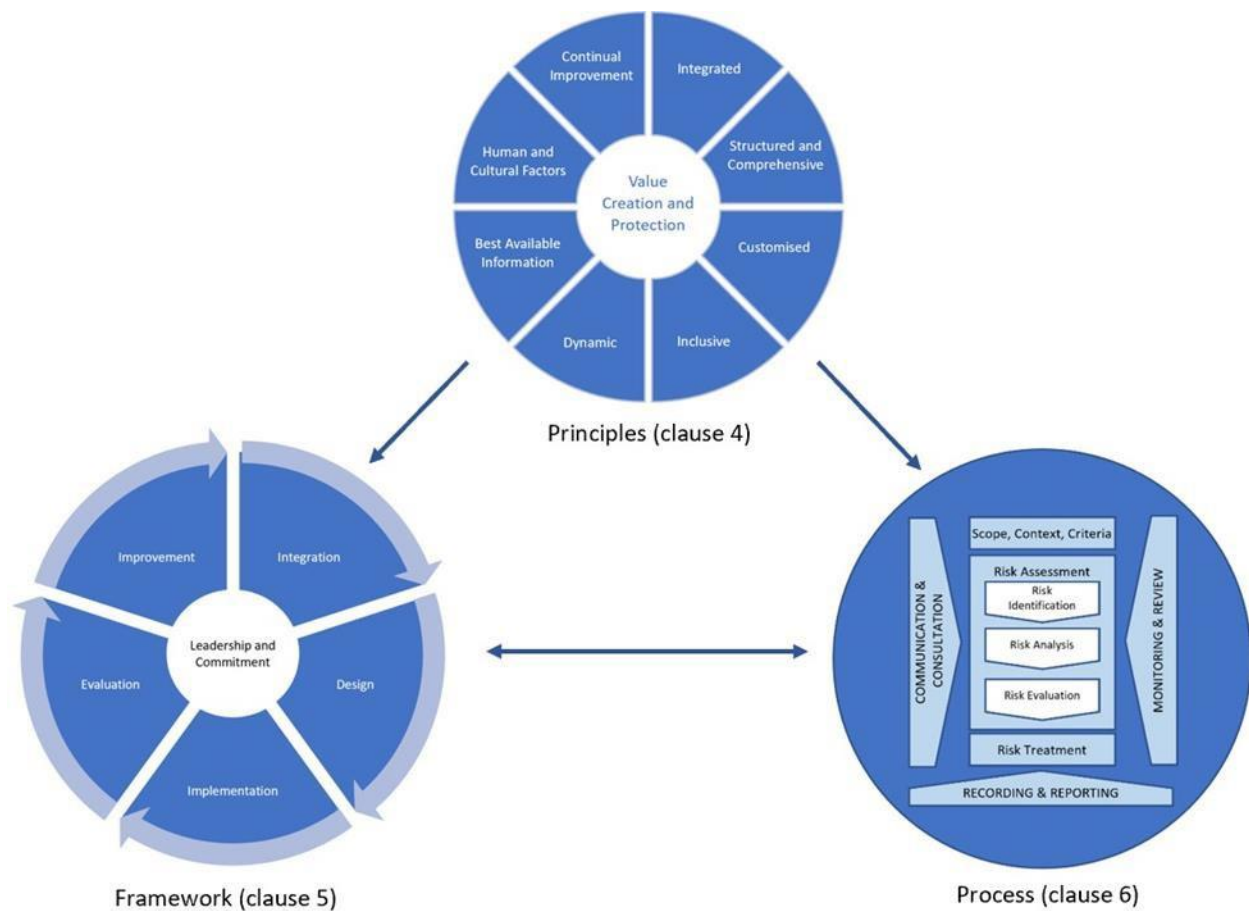 Continual
Improvement
Integrated
Human and
Cultural Factors
Structured and
Comprehensive
Value
Creation and
Protection
Best Available
Information
Customised
Dynamic
Inclusive
Principles (clause 4)
Improvement
Integration
Leadership and
Commitment
Evaluation
Design
Implementation
Framework (clause 5)
Scope, Context, Criteria
Risk Assessment
Risk
Identification
Risk Analysis
Risk Evaluation
Risk Treatment
COMMUNICATION &
CONSULTATION
MONITORING & REVIEW
RECORDING & REPORTING
Process (clause 6)